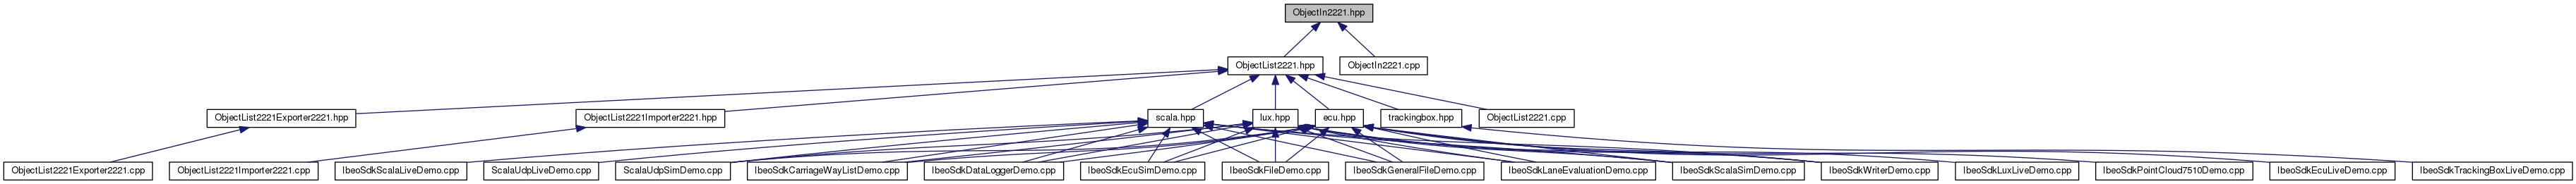 ObjectIn2221.hpp
ObjectList2221.hpp
ObjectIn2221.cpp
ObjectList2221Exporter2221.hpp
ObjectList2221Importer2221.hpp
scala.hpp
lux.hpp
ecu.hpp
trackingbox.hpp
ObjectList2221.cpp
ObjectList2221Exporter2221.cpp
ObjectList2221Importer2221.cpp
IbeoSdkScalaLiveDemo.cpp
ScalaUdpLiveDemo.cpp
ScalaUdpSimDemo.cpp
IbeoSdkCarriageWayListDemo.cpp
IbeoSdkDataLoggerDemo.cpp
IbeoSdkEcuSimDemo.cpp
IbeoSdkFileDemo.cpp
IbeoSdkGeneralFileDemo.cpp
IbeoSdkLaneEvaluationDemo.cpp
IbeoSdkScalaSimDemo.cpp
IbeoSdkWriterDemo.cpp
IbeoSdkLuxLiveDemo.cpp
IbeoSdkPointCloud7510Demo.cpp
IbeoSdkEcuLiveDemo.cpp
IbeoSdkTrackingBoxLiveDemo.cpp